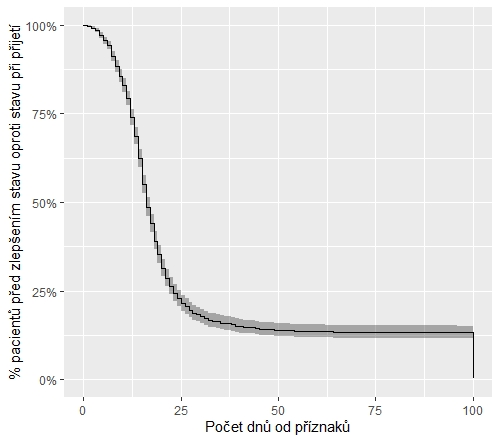 % pacientů před zlepšením stavu oproti stavu při přijetí
100%
75%
50%
25%
0%
0 25 50 75 100
Počet dnů od příznaků